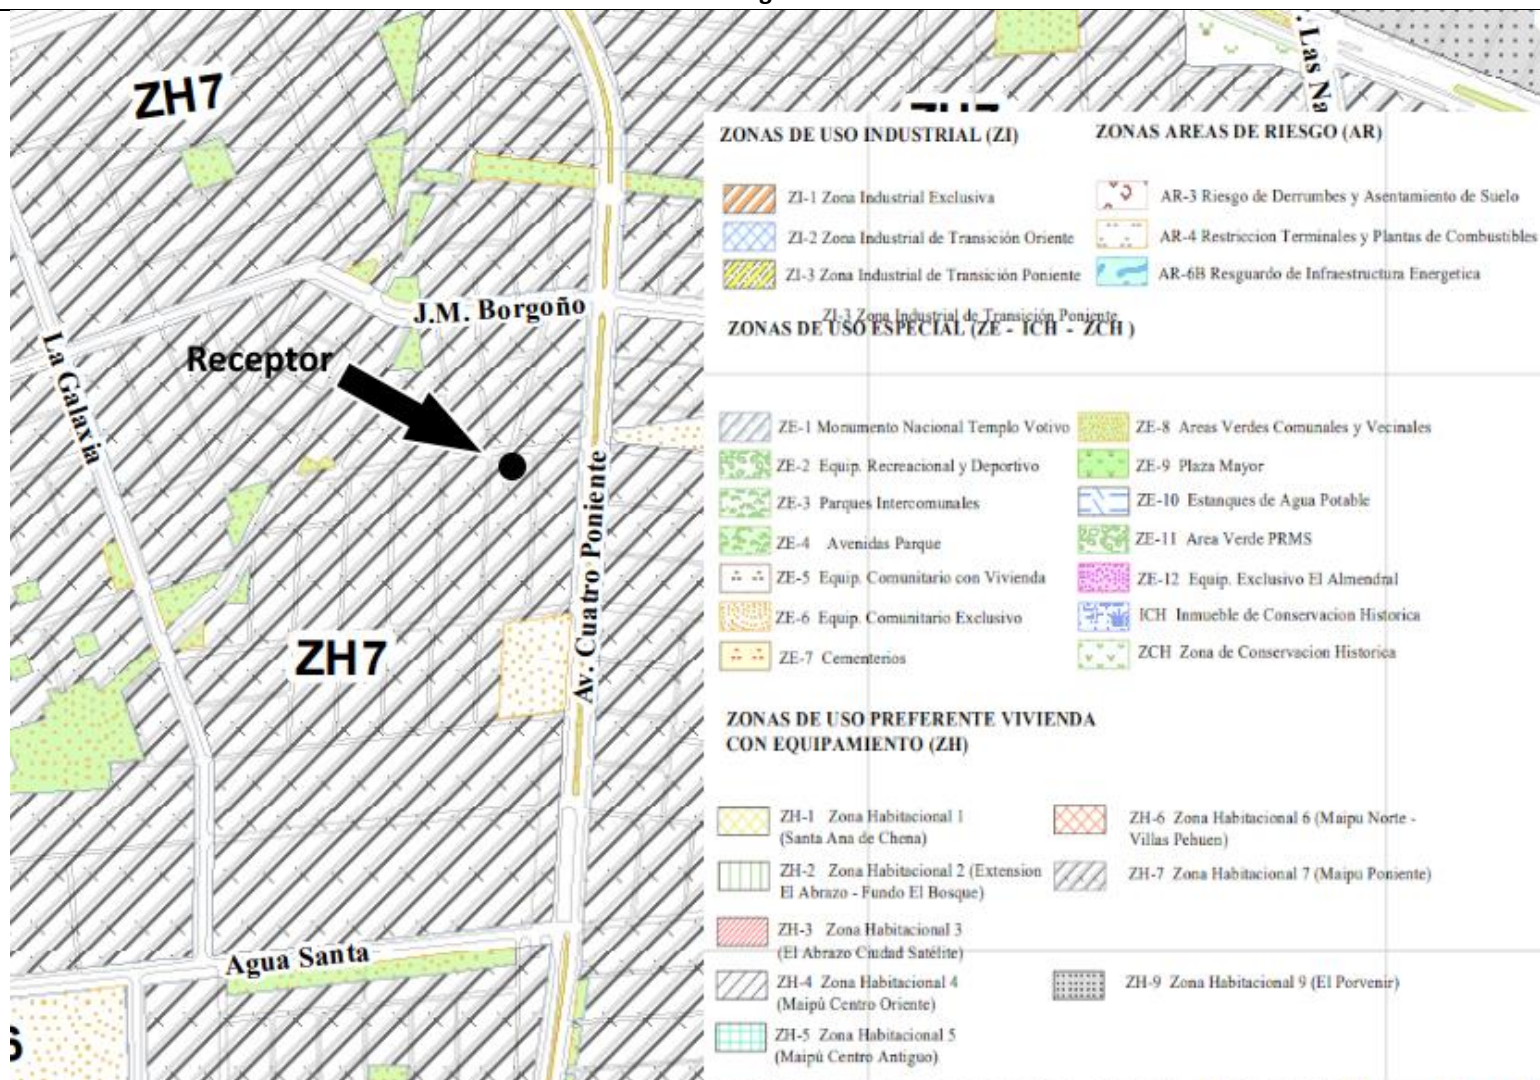 ZH7
Las Na
J.M. Borgoño
La Galaxia
Receptor
Av. Cuatro Poniente
ZH7
Agua Santa
6
ZONAS DE USO INDUSTRIAL (ZI)
ZI-1 Zona Industrial Exclusiva
ZI-2 Zona Industrial de Transición Oriente
ZI-3 Zona Industrial de Transición Poniente
ZI-3 Zona Industrial de Transición Poniente
ZONAS AREAS DE RIESGO (AR)
AR-3 Riesgo de Derrumbes y Asentamiento de Suelo
AR-4 Restriccion Terminales y Plantas de Combustibles
AR-6B Resguardo de Infraestructura Energetica
ZONAS DE USO ESPECIAL (ZE - ICH - ZCH )
ZE-1 Monumento Nacional Templo Votivo
ZE-2 Equip. Recreacional y Deportivo
ZE-3 Parques Intercomunales
ZE-4 Avenidas Parque
ZE-5 Equip. Comunitario con Vivienda
ZE-6 Equip. Comunitario Exclusivo
ZE-7 Cementerios
ZE-8 Areas Verdes Comunales y Vecinales
ZE-9 Plaza Mayor
ZE-10 Estanques de Agua Potable
ZE-11 Area Verde PRMS
ZE-12 Equip. Exclusivo El Almendral
ICH Inmueble de Conservacion Historica
ZCH Zona de Conservacion Historica
ZONAS DE USO PREFERENTE VIVIENDA
CON EQUIPAMIENTO (ZH)
ZH-1 Zona Habitacional 1
(Santa Ana de Chena)
ZH-2 Zona Habitacional 2 (Extension
El Abrazo - Fundo El Bosque)
ZH-3 Zona Habitacional 3
(El Abrazo Ciudad Satélite)
ZH-4 Zona Habitacional 4
(Maipú Centro Oriente)
ZH-5 Zona Habitacional 5
(Maipú Centro Antiguo)
ZH-6 Zona Habitacional 6 (Maipu Norte -
Villas Pehuen)
ZH-7 Zona Habitacional 7 (Maipu Poniente)
ZH-9 Zona Habitacional 9 (El Porvenir)